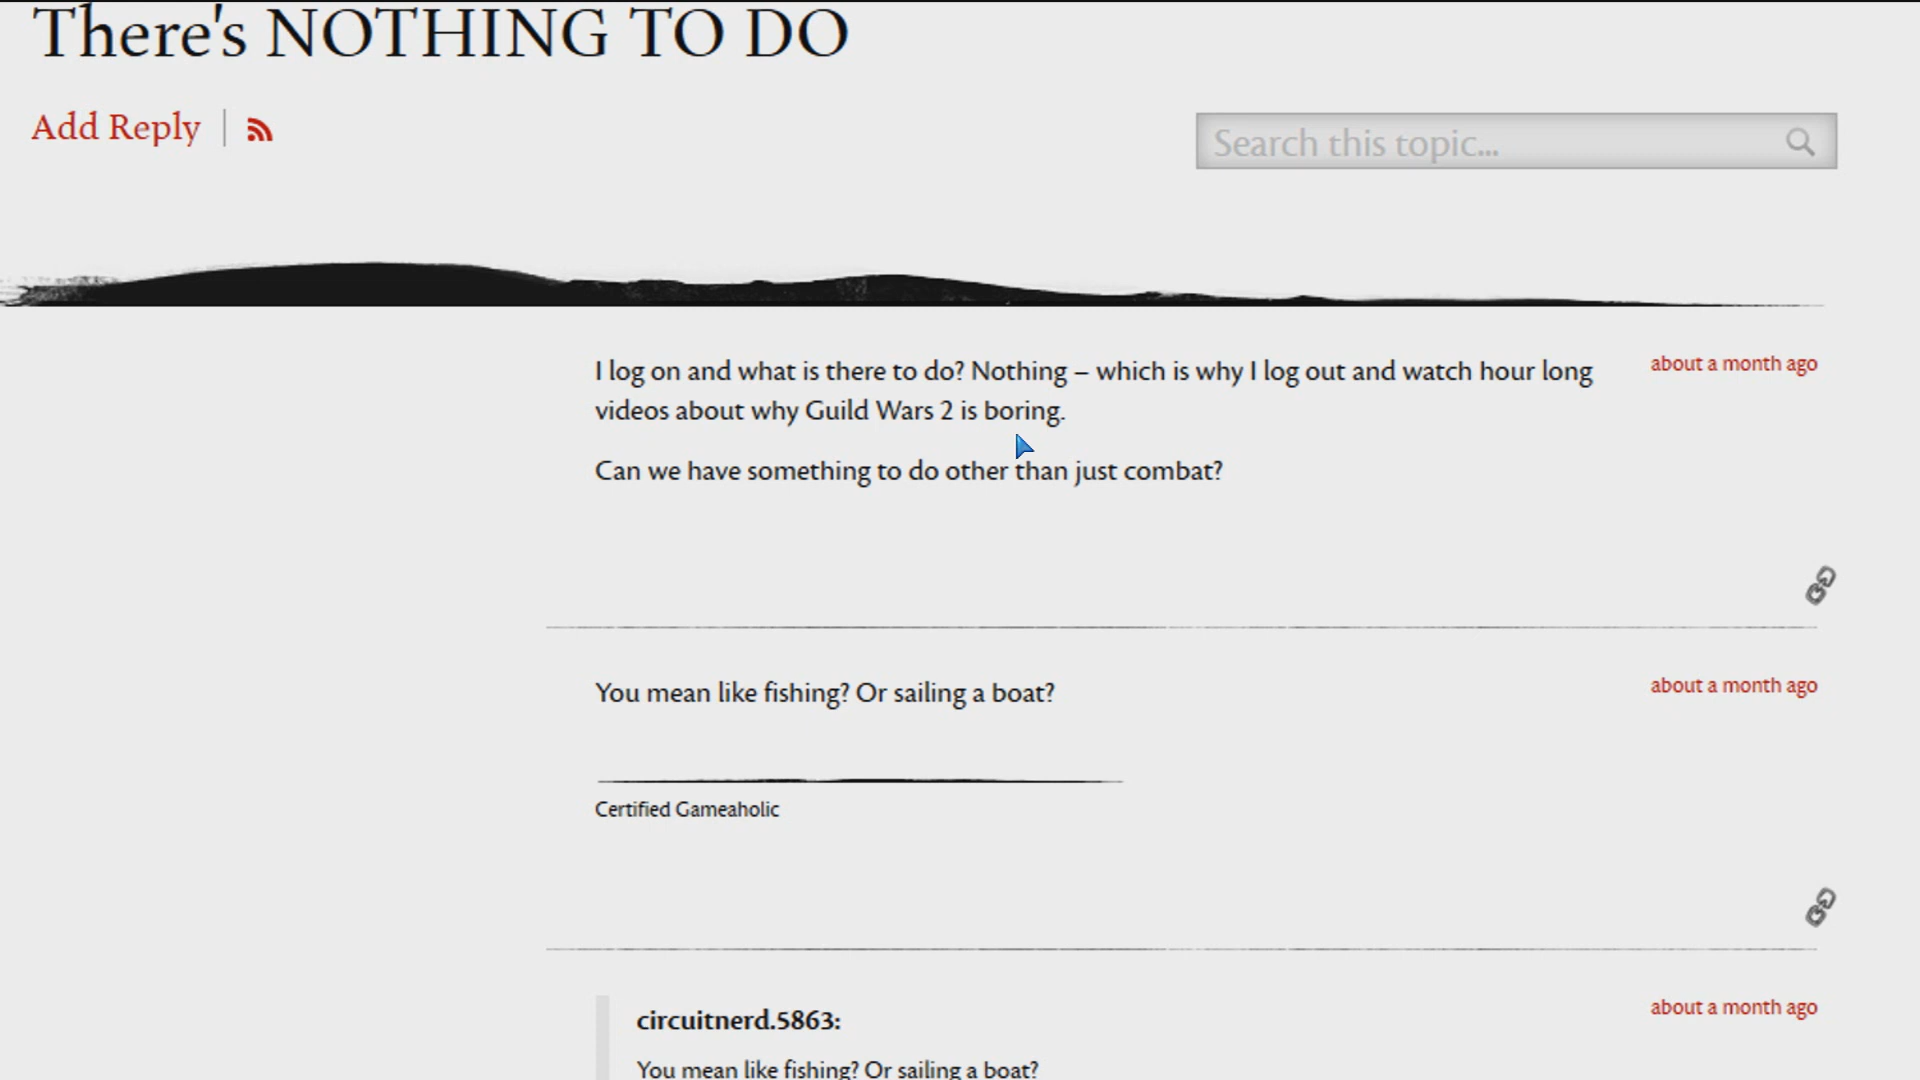 There's NOTHING TO DO
Add Reply
Search this topic...
I log on and what is there to do? Nothing – which is why I log out and watch hour long
videos about why Guild Wars 2 is boring.
about a month ago
Can we have something to do other than just combat?
You mean like fishing? Or sailing a boat?
about a month ago
Certified Gameaholic
circuitnerd.5863:
about a month ago
You mean like fishing? Or sailing a boat?